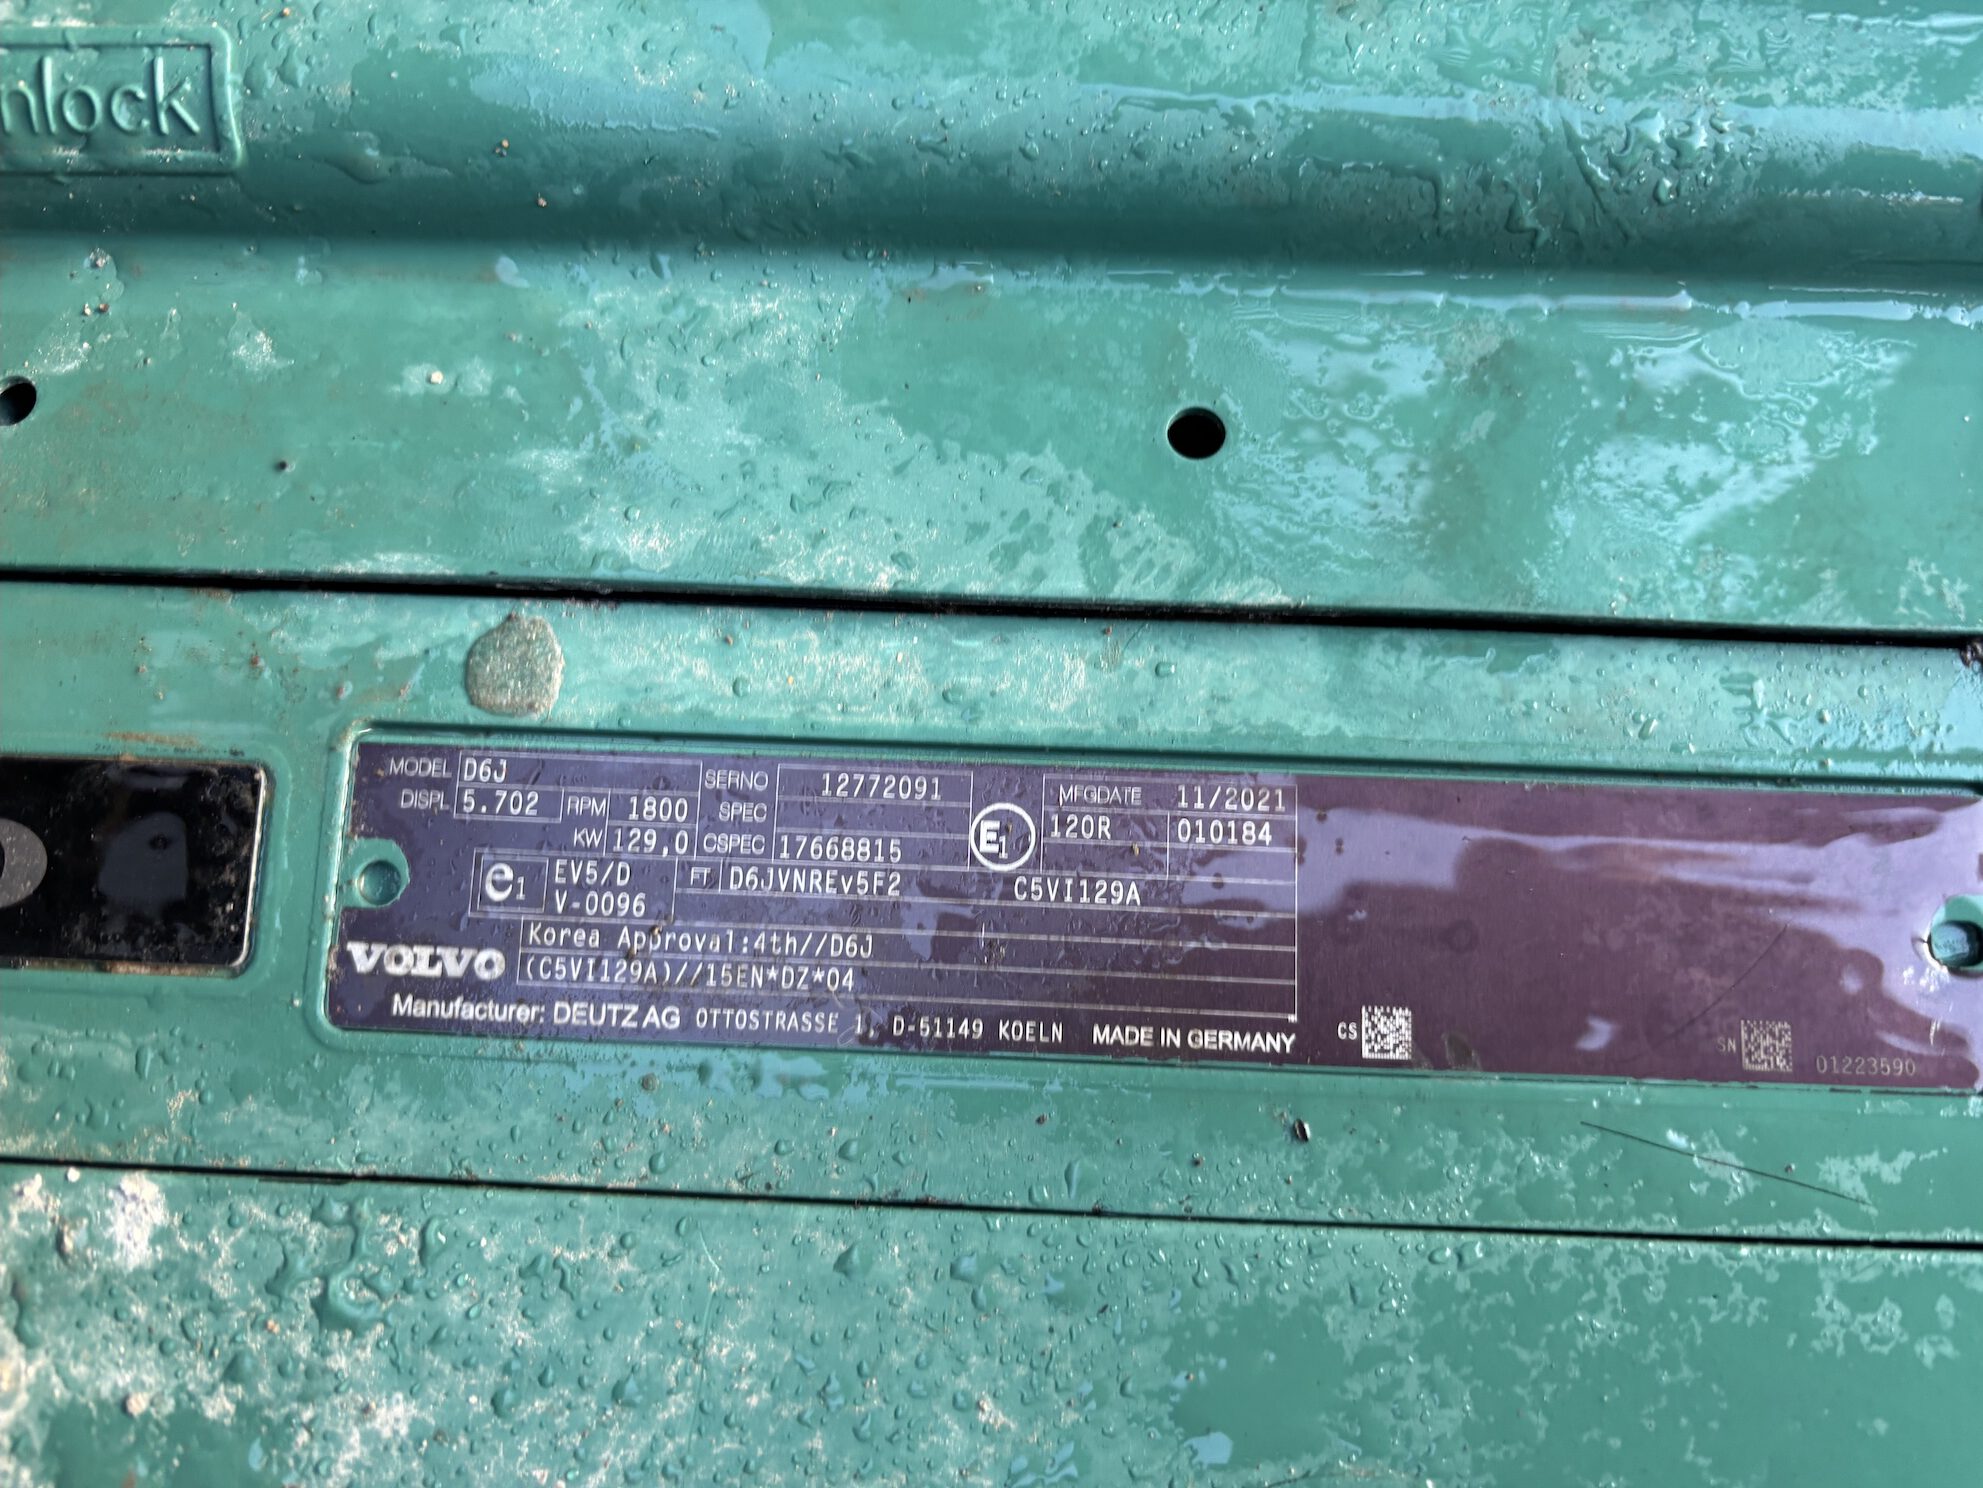 nlock
MODEL D6J SERNO 12772091 MFGDATE 11/2021
DISPL 5.702 RPM 1800 SPEC
KW 129,0 CSPEC 17668815 E1 120R 010184
e1 EV5/D FT D6JVNREv5F2 C5VI129A
V-0096
Korea Approval:4th//D6J
VOLVO (C5VI129A)//15EN*DZ*04
Manufacturer: DEUTZ AG OTTOSTRASSE 1, D-51149 KOELN MADE IN GERMANY CS SN 01223590